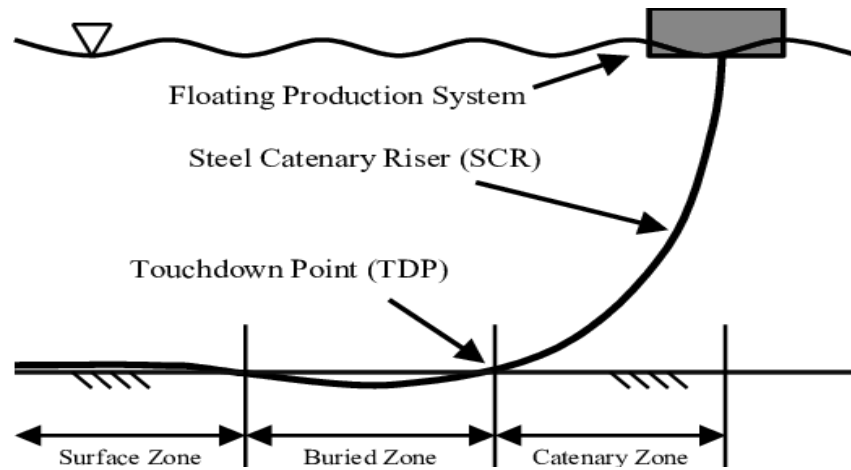 Floating Production System
Steel Catenary Riser (SCR)
Touchdown Point (TDP)
Surface Zone
Buried Zone
Catenary Zone